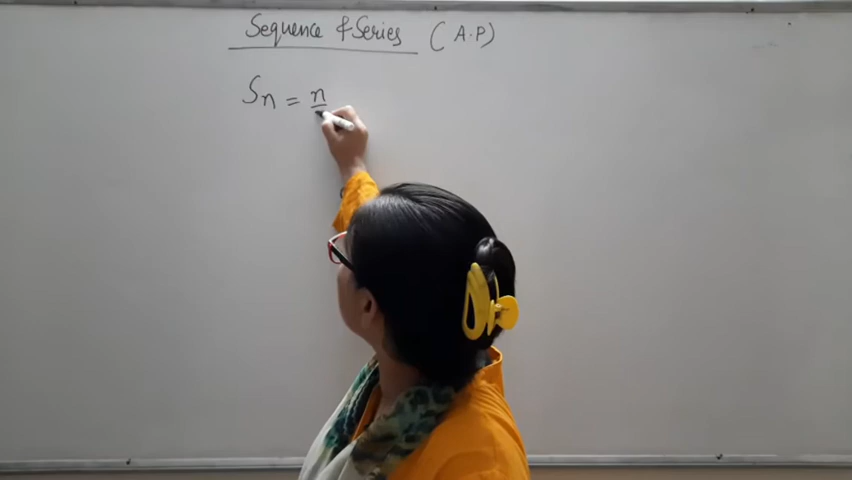 Sequence & Series (A.P)
Sn = n